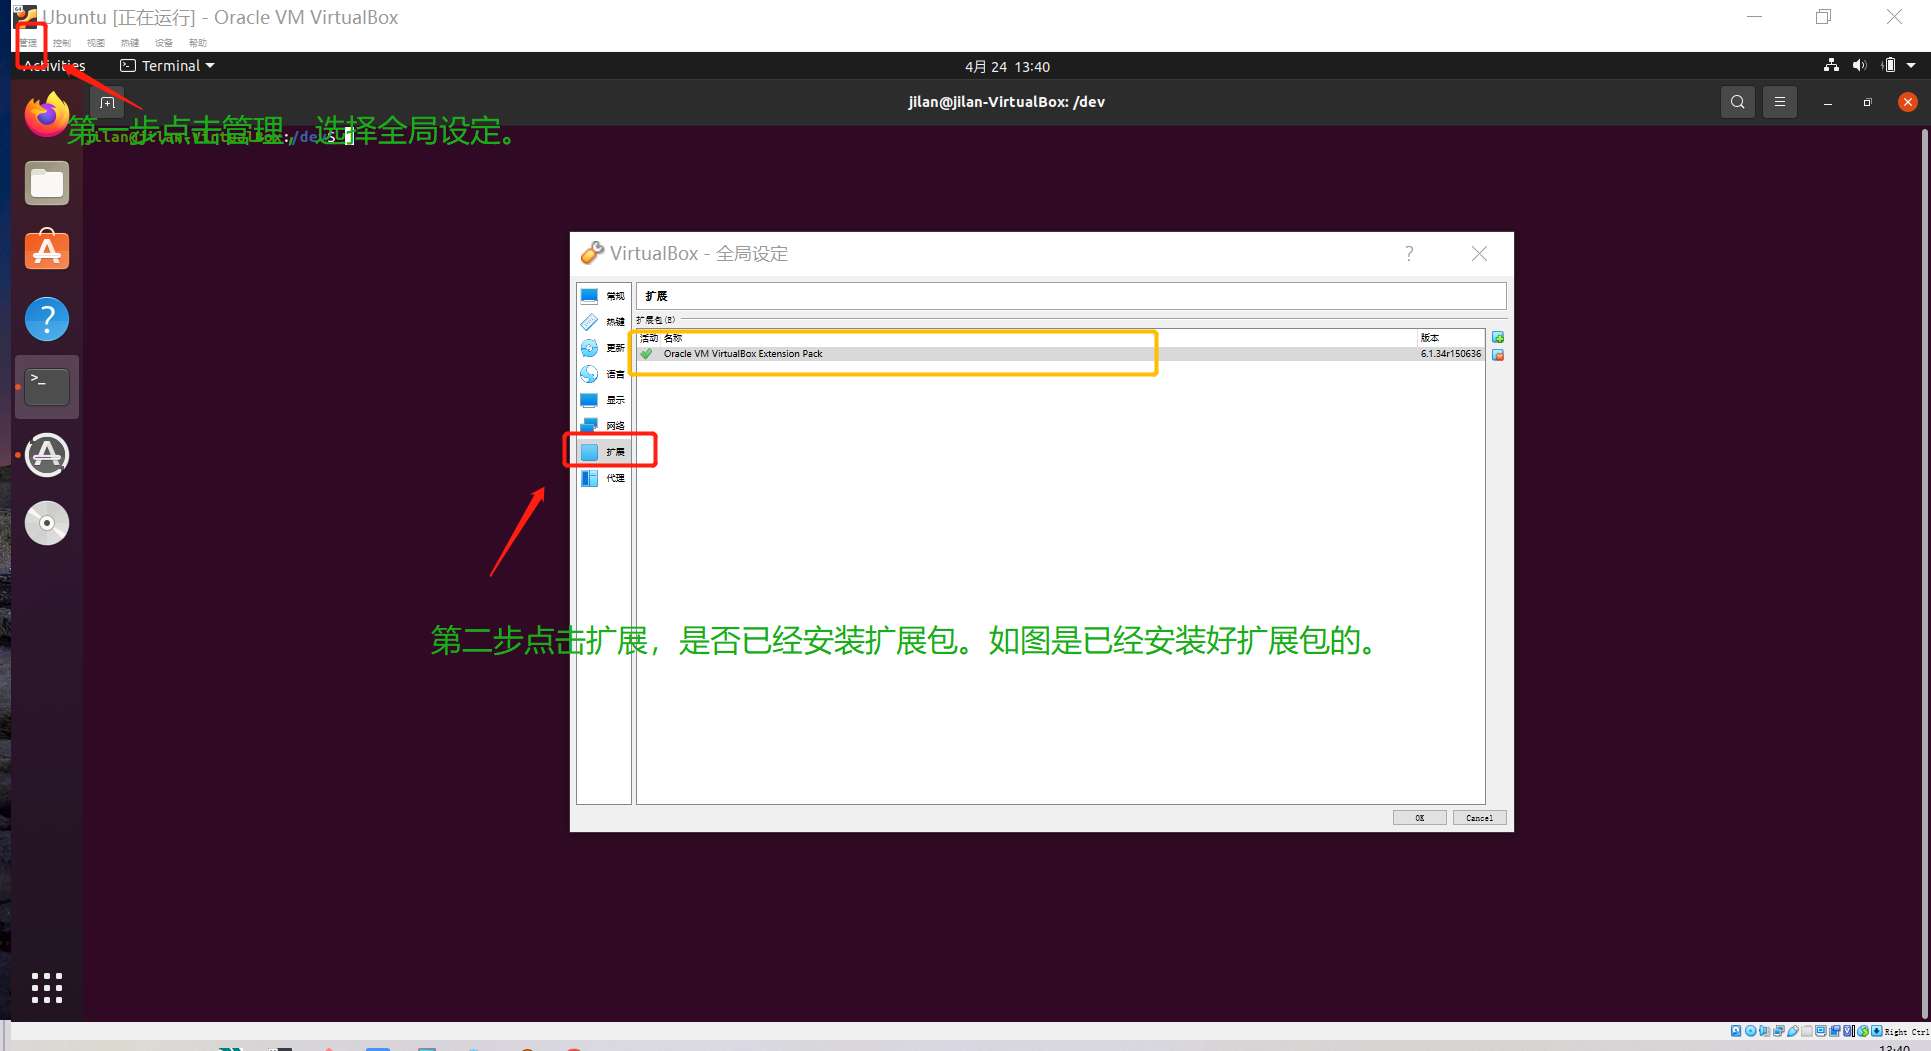 Ubuntu [正在运行] - Oracle VM VirtualBox
管理 控制 视图 热键 设备 帮助
Activities Terminal 4月 24 13:40
jilan@jilan-VirtualBox: /dev
jilan@jilan-VirtualBox:/dev$
第一步点击管理，选择全局设定。
VirtualBox - 全局设定
常规
热键
更新
语言
显示
网络
扩展
代理
扩展
扩展包(E)
活动 名称 版本
Oracle VM VirtualBox Extension Pack 6.1.34r150636
第二步点击扩展，是否已经安装扩展包。如图是已经安装好扩展包的。
OK Cancel
Right Ctrl
13:40